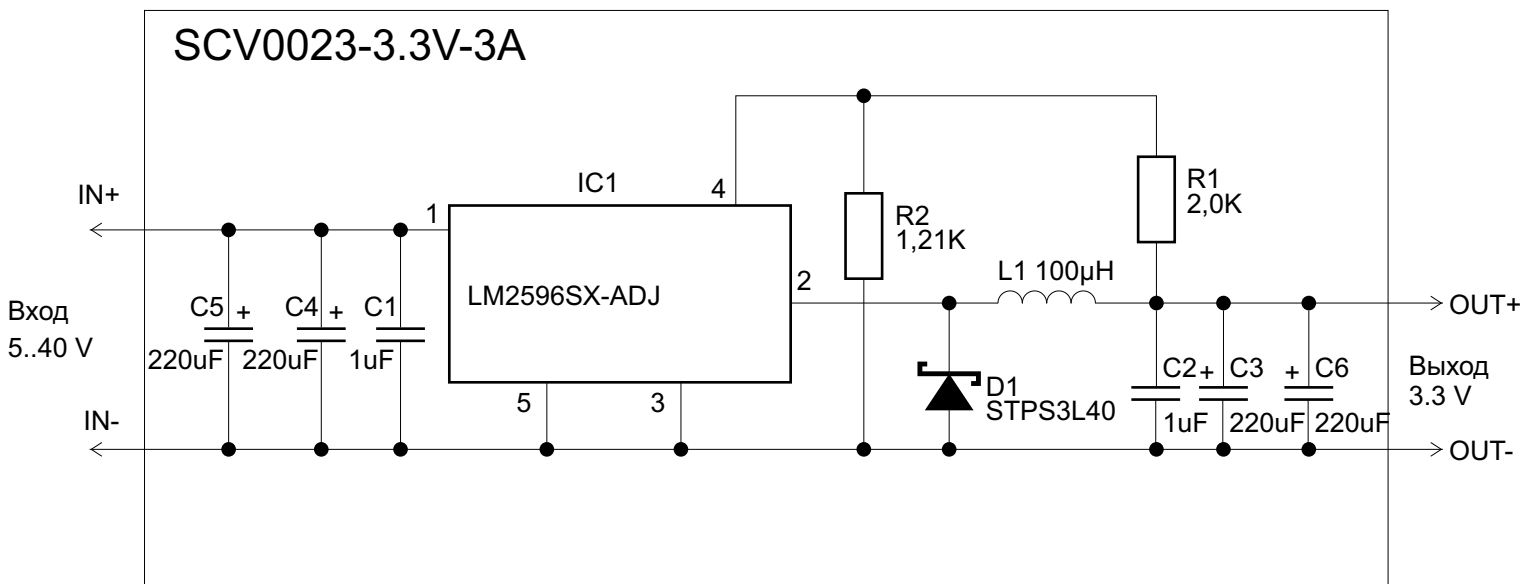 SCV0023-3.3V-3A
IN+
IC1
4
1
R1
2,0K
R2
1,21K
2
L1 100µH
LM2596SX-ADJ
OUT+
Вход
5..40 V
C5 +
220uF
C4 +
220uF
C1
1uF
5
3
D1
STPS3L40
C2
1uF
+ C3
220uF
+ C6
220uF
Выход
3.3 V
IN-
OUT-